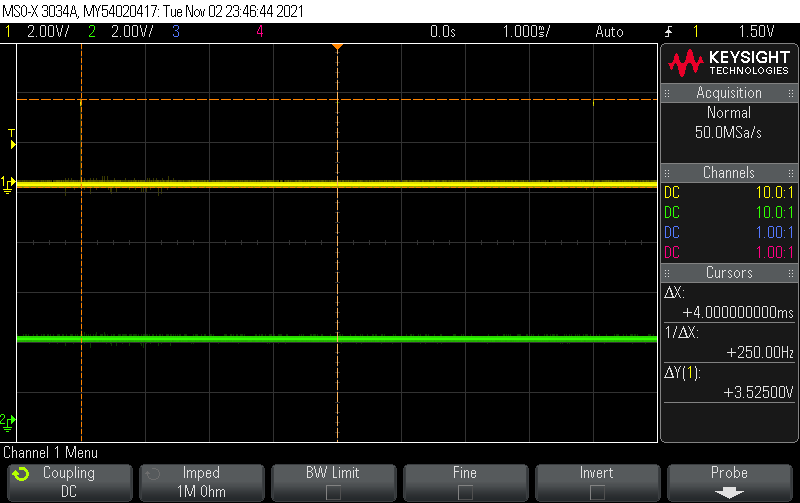 MSO-X 3034A, MY54020417: Tue Nov 02 23:46:44 2021
1 2.00V/ 2 2.00V/ 3 4 0.0s 1.000ms/ Auto 1 1.50V
KEYSIGHT
TECHNOLOGIES
Acquisition
Normal
50.0MSa/s
Channels
DC 10.0:1
DC 10.0:1
DC 1.00:1
DC 1.00:1
Cursors
ΔX:
+4.000000000ms
1/ΔX:
+250.00Hz
ΔY(1):
+3.52500V
T
1
2
Channel 1 Menu
Coupling
DC
Imped
1M Ohm
BW Limit
Fine
Invert
Probe